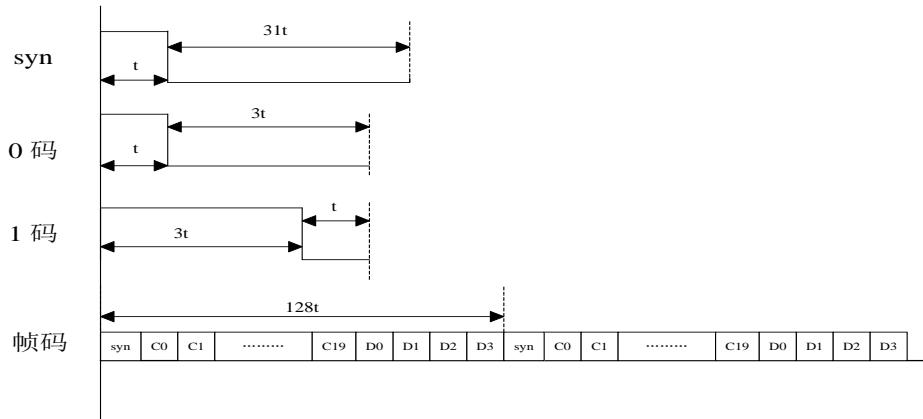 31t
syn
t
3t
0 码
t
t
1 码
3t
128t
帧码 syn C0 C1 ……… C19 D0 D1 D2 D3 syn C0 C1 ……… C19 D0 D1 D2 D3